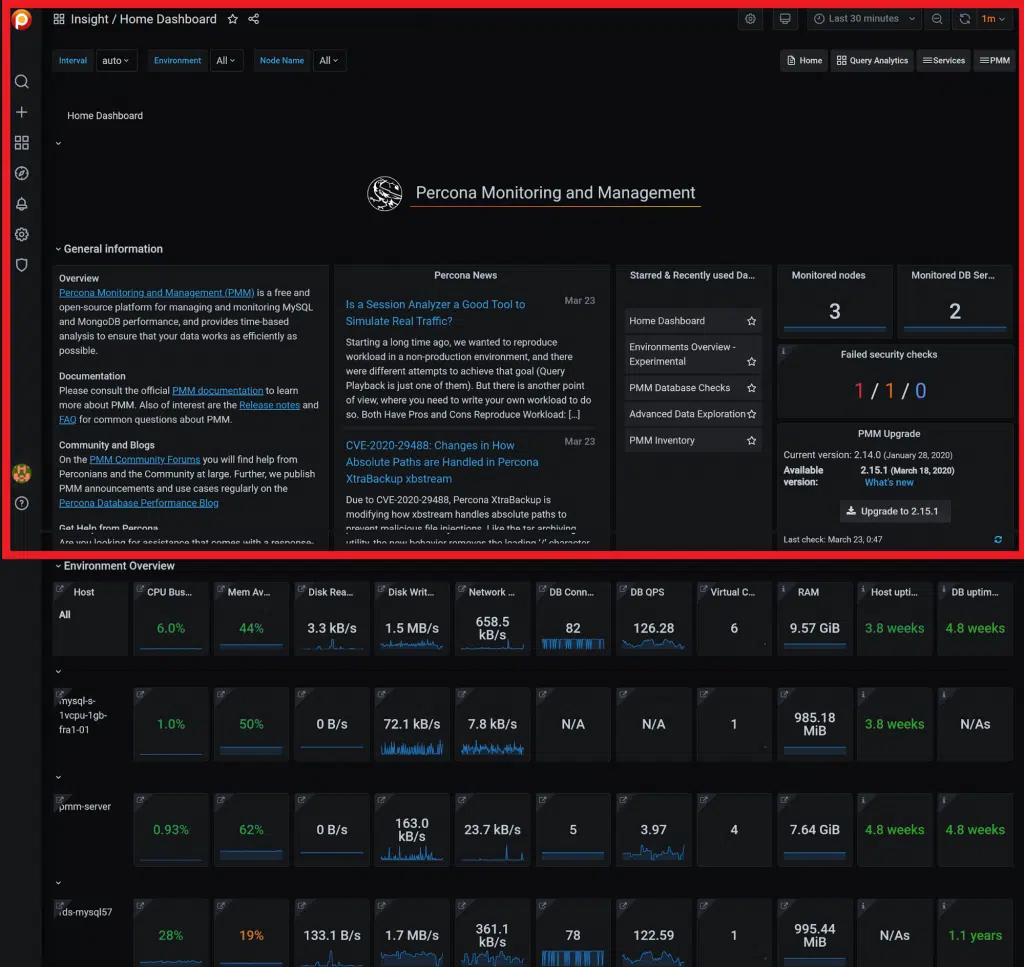 Insight / Home Dashboard
Last 30 minutes
1m
Interval auto Environment All Node Name All
Home Query Analytics Services PMM
Home Dashboard
Percona Monitoring and Management
General information
Overview
Percona Monitoring and Management (PMM) is a free and
open-source platform for managing and monitoring MySQL
and MongoDB performance, and provides time-based
analysis to ensure that your data works as efficiently as
possible.
Documentation
Please consult the official PMM documentation to learn
more about PMM. Also of interest are the Release notes and
FAQ for common questions about PMM.
Community and Blogs
On the PMM Community Forums you will find help from
Perconians and the Community at large. Further, we publish
PMM announcements and use cases regularly on the
Percona Database Performance Blog
Get Help from Percona
Are you looking for assistance that comes with a response-
Percona News
Is a Session Analyzer a Good Tool to
Simulate Real Traffic?
Mar 23
Starting a long time ago, we wanted to reproduce
workload in a non-production environment, and there
were different attempts to achieve that goal (Query
Playback is just one of them). But there is another point
of view, where you need to write your own workload to do
so. Both Have Pros and Cons Reproduce Workload: [...]
CVE-2020-29488: Changes in How
Absolute Paths are Handled in Percona
XtraBackup xbstream
Mar 23
Due to CVE-2020-29488, Percona XtraBackup is
modifying how xbstream handles absolute paths to
prevent malicious file injections. Like the tar archiving
utility, the new behavior removes the leading '/' character
Starred & Recently used Da...
Home Dashboard
Environments Overview -
Experimental
PMM Database Checks
Advanced Data Exploration
PMM Inventory
Monitored nodes
3
Monitored DB Ser...
2
Failed security checks
1 / 1 / 0
PMM Upgrade
Current version: 2.14.0 (January 28, 2020)
Available version: 2.15.1 (March 18, 2020)
What's new
Upgrade to 2.15.1
Last check: March 23, 0:47
Environment Overview
Host CPU Bus... Mem Av... Disk Rea... Disk Writ... Network ... DB Conn... DB QPS Virtual C... RAM Host upti... DB uptim...
All 6.0% 44% 3.3 kB/s 1.5 MB/s 658.5 kB/s 82 126.28 6 9.57 GiB 3.8 weeks 4.8 weeks
mysql-s-
1vcpu-1gb-
fra1-01
1.0% 50% 0 B/s 72.1 kB/s 7.8 kB/s N/A N/A 1 985.18 MiB 3.8 weeks N/As
pmm-server
0.93% 62% 0 B/s 163.0 kB/s 23.7 kB/s 5 3.97 4 7.64 GiB 4.8 weeks 4.8 weeks
rds-mysql57
28% 19% 133.1 B/s 1.7 MB/s 361.1 kB/s 78 122.59 1 995.44 MiB N/As 1.1 years